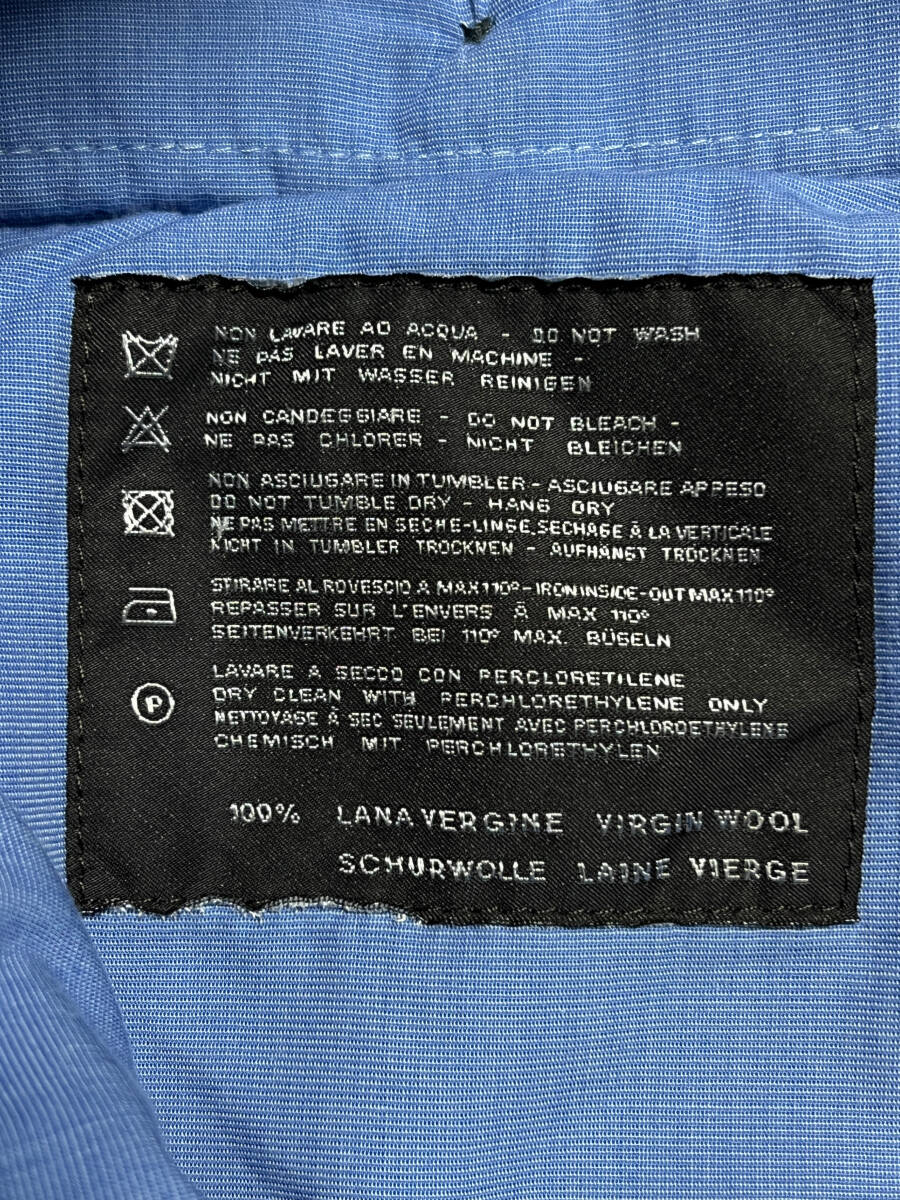 NON LAVARE AD ACQUA - DO NOT WASH
NE PAS LAVER EN MACHINE -
NICHT MIT WASSER REINIGEN
NON CANDEGGIARE - DO NOT BLEACH -
NE PAS CHLORER - NICHT BLEICHEN
NON ASCIUGARE IN TUMBLER - ASCIUGARE APPESO
DO NOT TUMBLE DRY - HANG DRY
NE PAS METTRE EN SECHE-LINGE.SECHAGE À LA VERTICALE
NICHT IN TUMBLER TROCKNEN - AUFHÄNGT TROCKNEN
STIRARE AL ROVESCIO A MAX 110° - IRON INSIDE-OUT MAX 110°
REPASSER SUR L'ENVERS À MAX 110°
SEITENVERKEHRT BEI 110° MAX. BÜGELN
LAVARE A SECCO CON PERCLORETILENE
DRY CLEAN WITH PERCHLORETHYLENE ONLY
P
NETTOYAGE À SEC SEULEMENT AVEC PERCHLOROETHYLENE
CHEMISCH MIT PERCHLORETHYLEN
100% LANA VERGINE VIRGIN WOOL
SCHURWOLLE LAINE VIERGE